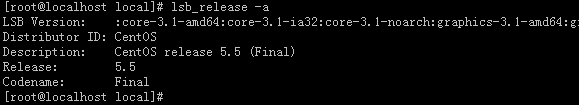 [root@localhost local]# lsb_release -a
LSB Version:    :core-3.1-amd64:core-3.1-ia32:core-3.1-noarch:graphics-3.1-amd64:gr
Distributor ID: CentOS
Description:    CentOS release 5.5 (Final)
Release:        5.5
Codename:       Final
[root@localhost local]#